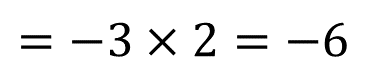 = −3 × 2 = −6